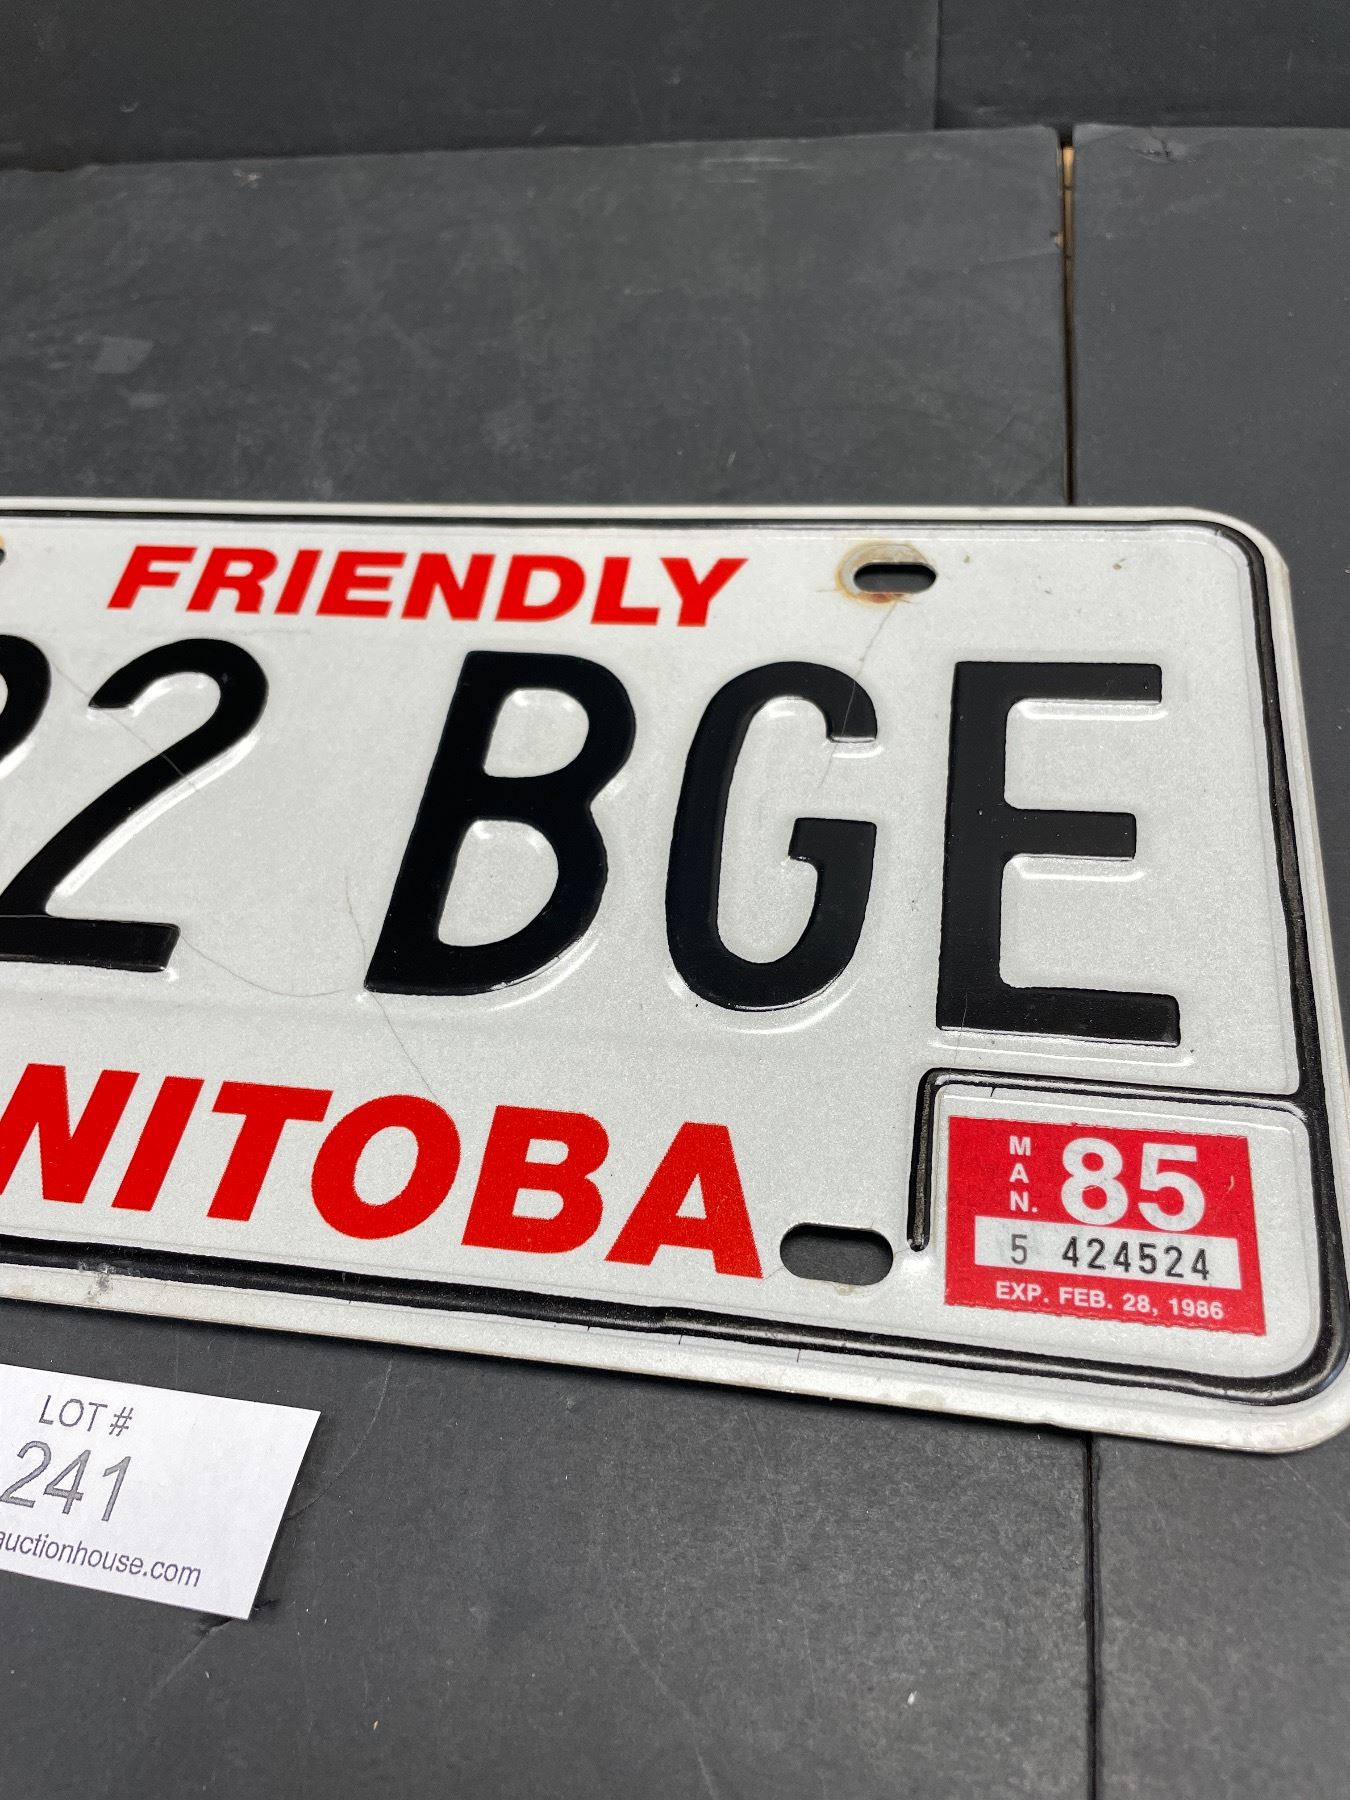 FRIENDLY
2 BGE
NITOBA
MAN. 85
5 424524
EXP. FEB. 28, 1986
LOT #
241
auctionhouse.com